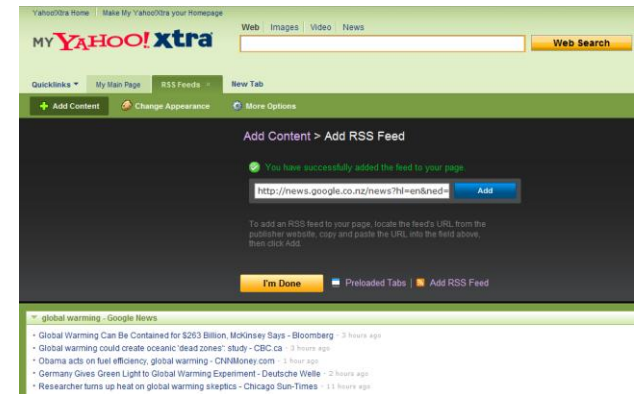 Yahoo!Xtra Home | Make My Yahoo!Xtra your Homepage
MY YAHOO! Xtra
Web | Images | Video | News
Web Search
Quicklinks
My Main Page
RSS Feeds
New Tab
Add Content
Change Appearance
More Options
Add Content > Add RSS Feed
You have successfully added the feed to your page.
http://news.google.co.nz/news?hl=en&ned=
Add
To add an RSS feed to your page, locate the feed's URL from the
publisher website, copy and paste the URL into the field above,
then click Add.
I'm Done
Preloaded Tabs | Add RSS Feed
global warming - Google News
• Global Warming Can Be Contained for $263 Billion, McKinsey Says - Bloomberg - 3 hours ago
• Global warming could create oceanic 'dead zones': study - CBC.ca - 3 hours ago
• Obama acts on fuel efficiency, global warming - CNNMoney.com - 1 hour ago
• Germany Gives Green Light to Global Warming Experiment - Deutsche Welle - 2 hours ago
• Researcher turns up heat on global warming skeptics - Chicago Sun-Times - 11 hours ago